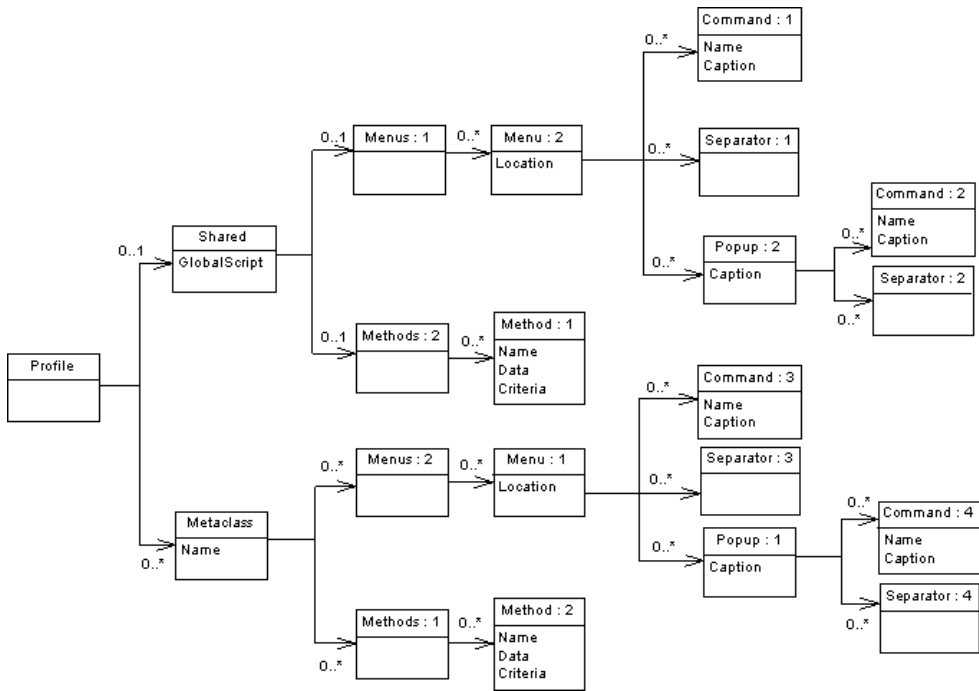 Command : 1
0..*
Name
Caption
0..1
Menus : 1
0..*
Menu : 2
Location
0..*
Separator : 1
Command : 2
Name
Caption
0..*
Shared
GlobalScript
0..1
0..*
Popup : 2
Caption
Separator : 2
0..*
0..1
Methods : 2
0..*
Method : 1
Name
Data
Criteria
Profile
0..*
Command : 3
Name
Caption
0..*
Menus : 2
0..*
Menu : 1
Location
0..*
Separator : 3
Metaclass
Name
0..*
0..*
Popup : 1
Caption
0..*
Command : 4
Name
Caption
Separator : 4
0..*
Methods : 1
0..*
0..*
Method : 2
Name
Data
Criteria